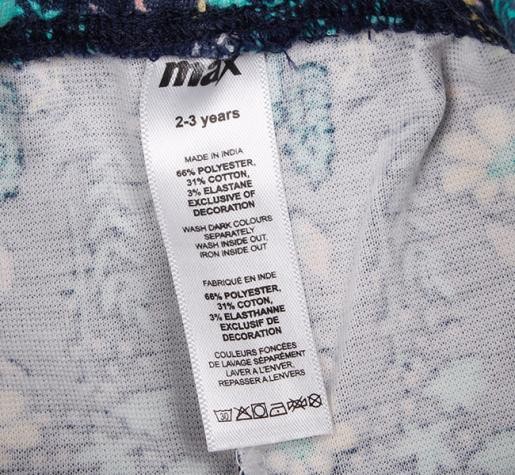 max
2-3 years
MADE IN INDIA
66% POLYESTER,
31% COTTON,
3% ELASTANE
EXCLUSIVE OF
DECORATION
WASH DARK COLOURS
SEPARATELY
WASH INSIDE OUT,
IRON INSIDE OUT
FABRIQUÉ EN INDE
66% POLYESTER,
31% COTON,
3% ELASTHANNE
EXCLUSIF DE
DECORATION
COULEURS FONCÉES
DE LAVAGE SÉPARÉMENT
LAVER A L'ENVER,
REPASSER A L'ENVERS
30